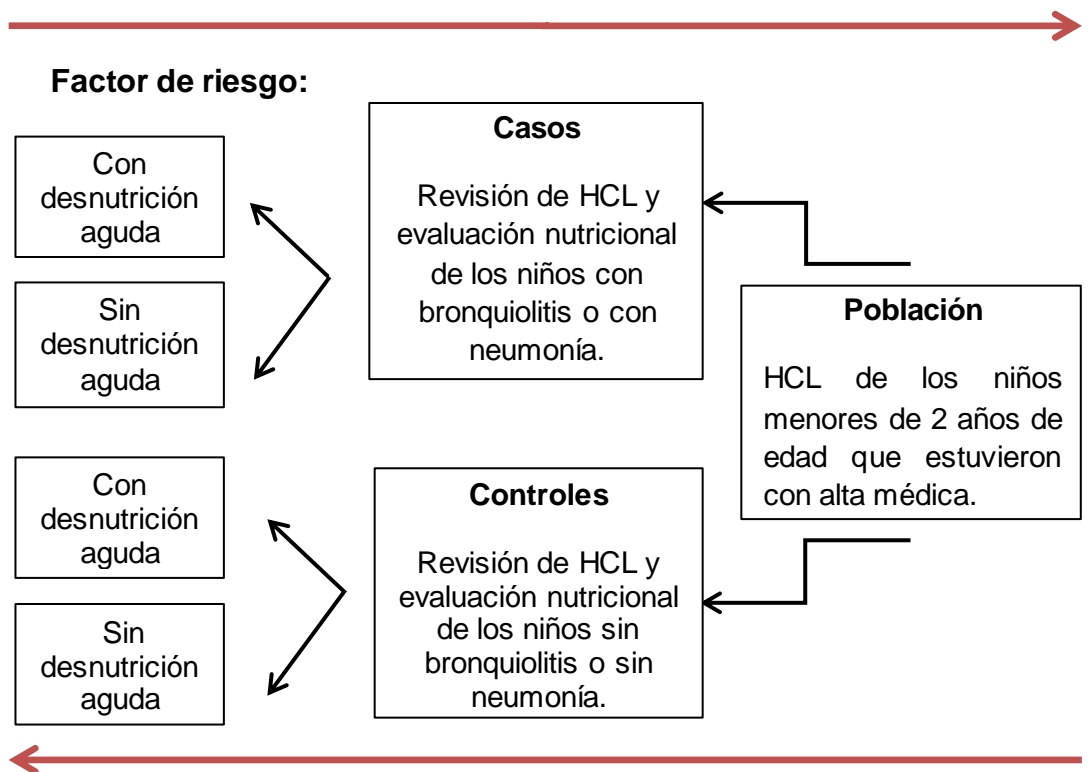 Factor de riesgo:
Con
desnutrición
aguda
Sin
desnutrición
aguda
Con
desnutrición
aguda
Sin
desnutrición
aguda
Casos
Revisión de HCL y
evaluación nutricional
de los niños con
bronquiolitis o con
neumonía.
Controles
Revisión de HCL y
evaluación nutricional
de los niños sin
bronquiolitis o sin
neumonía.
Población
HCL de los niños
menores de 2 años de
edad que estuvieron
con alta médica.